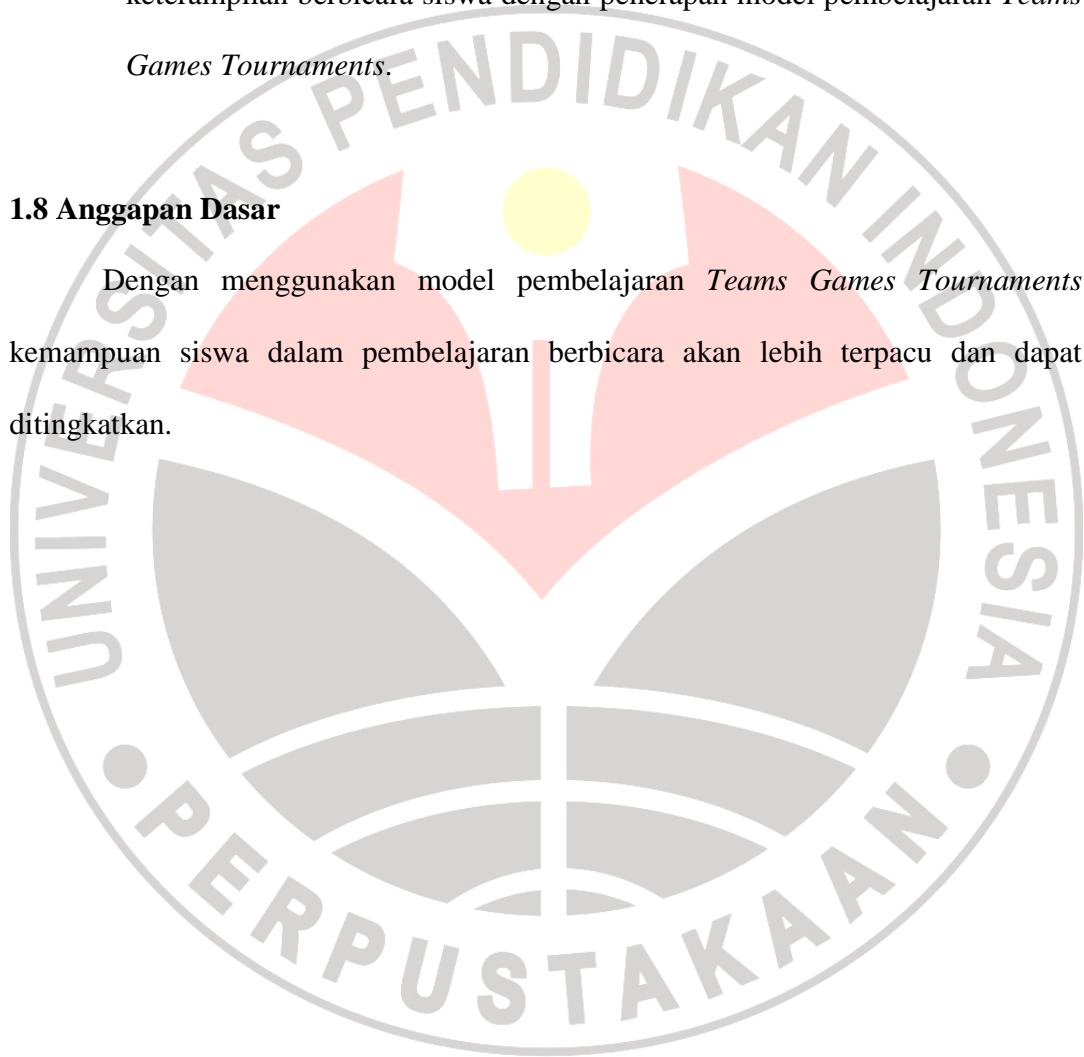 keterampilan berbicara siswa dengan penerapan model pembelajaran Teams
Games Tournaments.
1.8 Anggapan Dasar
Dengan menggunakan model pembelajaran Teams Games Tournaments
kemampuan siswa dalam pembelajaran berbicara akan lebih terpacu dan dapat
ditingkatkan.
UNIVERSITAS PENDIDIKAN INDONESIA
PERPUSTAKAAN